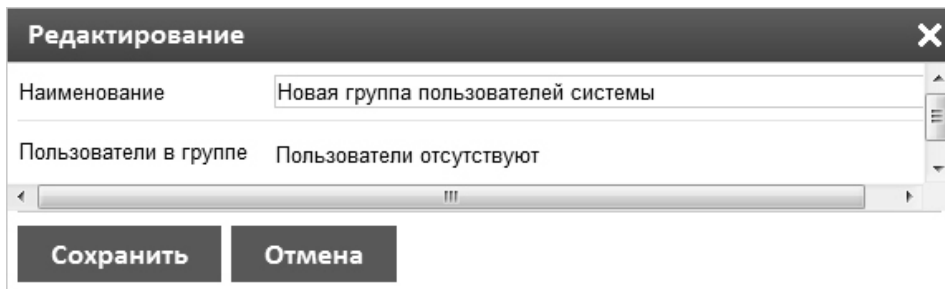 Редактирование
Наименование Новая группа пользователей системы
Пользователи в группе Пользователи отсутствуют
Сохранить Отмена